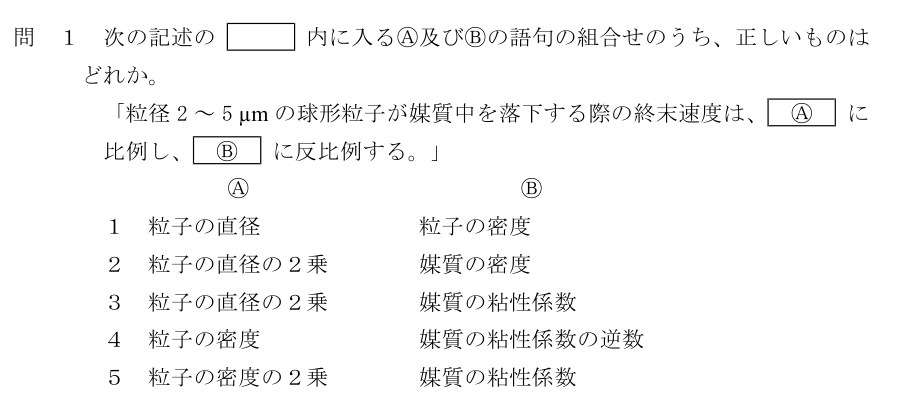 問　１　次の記述の　　　　内に入るⒶ及びⒷの語句の組合せのうち、正しいものは
どれか。
「粒径２～５μmの球形粒子が媒質中を落下する際の終末速度は、Ⓐに
比例し、Ⓑに反比例する。」
Ⓐ　Ⓑ
１　粒子の直径　粒子の密度
２　粒子の直径の２乗　媒質の密度
３　粒子の直径の２乗　媒質の粘性係数
４　粒子の密度　媒質の粘性係数の逆数
５　粒子の密度の２乗　媒質の粘性係数